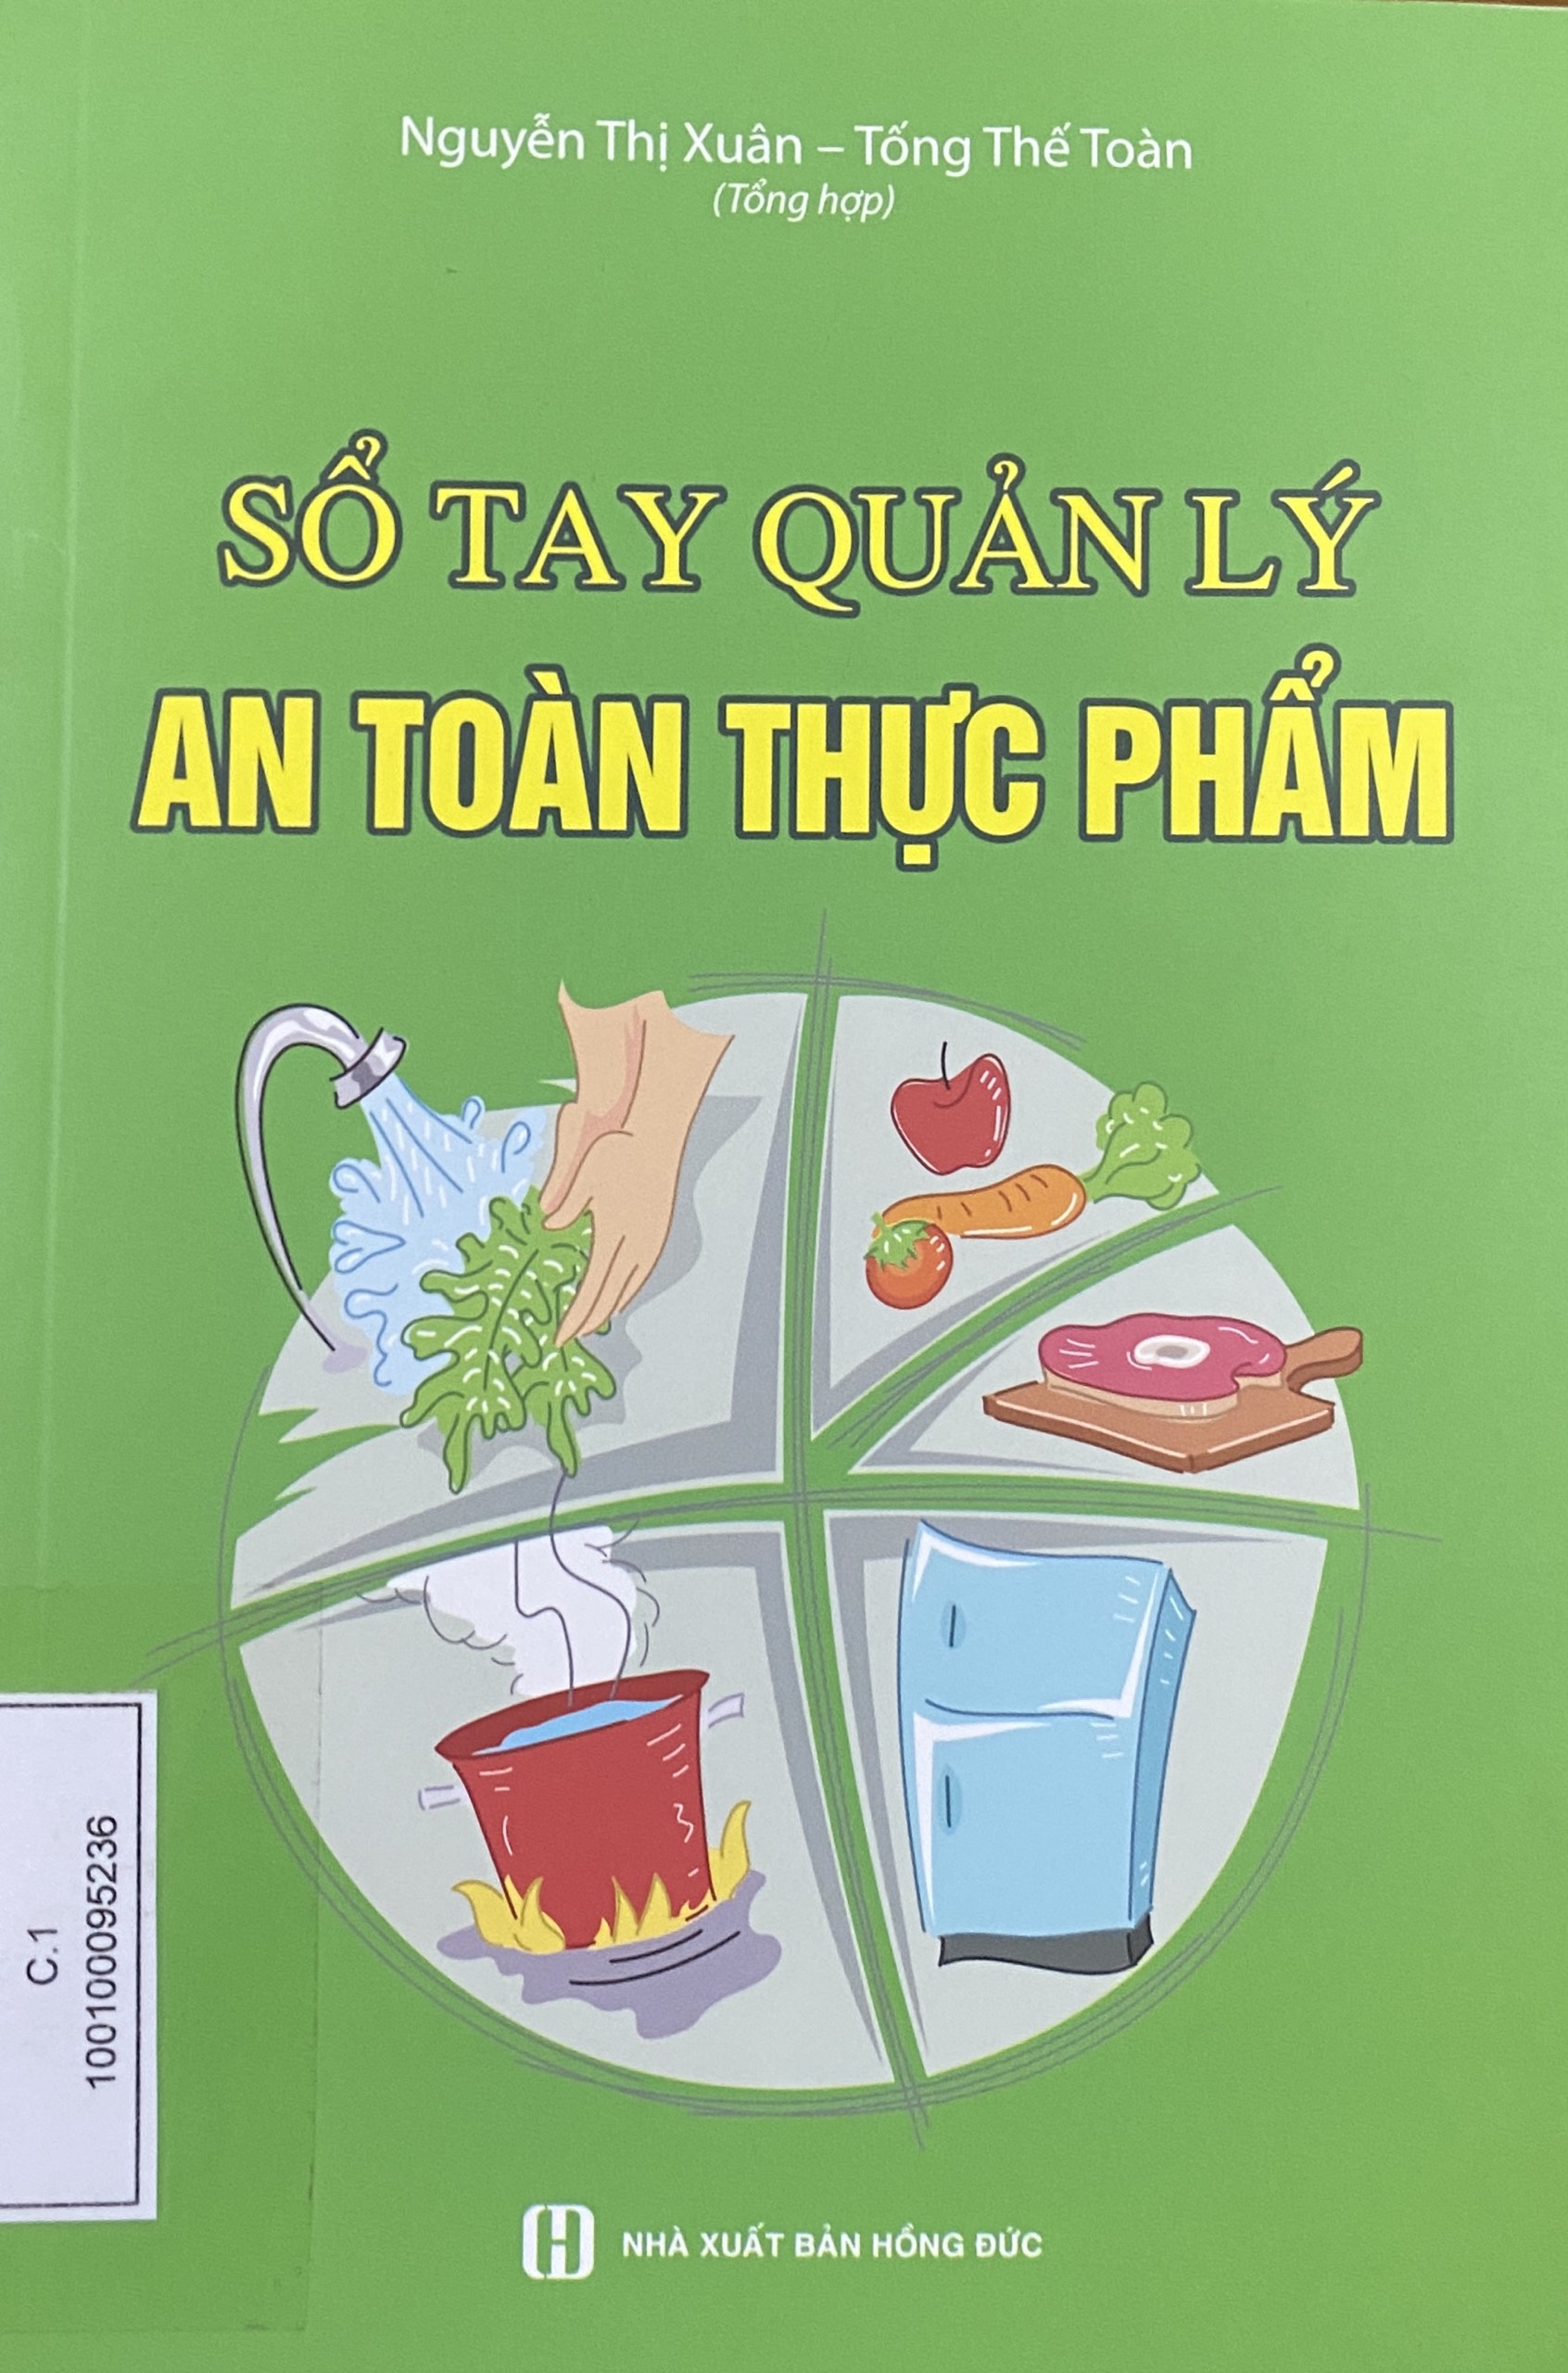 Nguyễn Thị Xuân – Tống Thế Toàn
(Tổng hợp)
SỔ TAY QUẢN LÝ
AN TOÀN THỰC PHẨM
C.1
100100095236
NHÀ XUẤT BẢN HỒNG ĐỨC